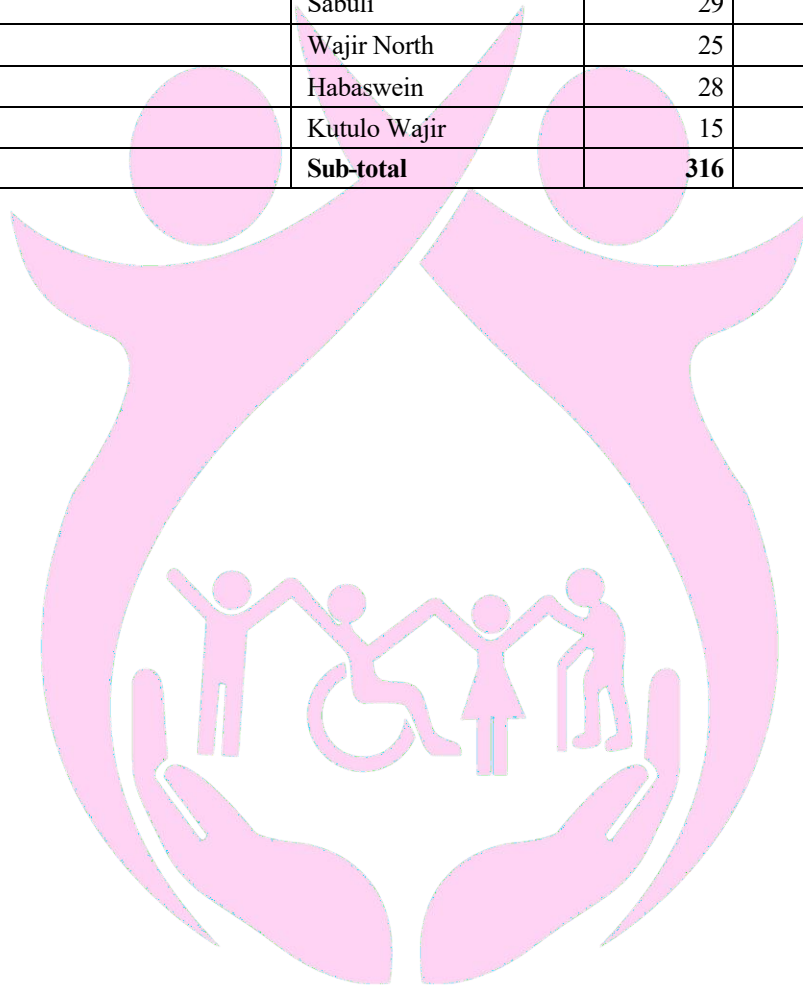 Sabuli 29
Wajir North 25
Habaswein 28
Kutulo Wajir 15
Sub-total 316